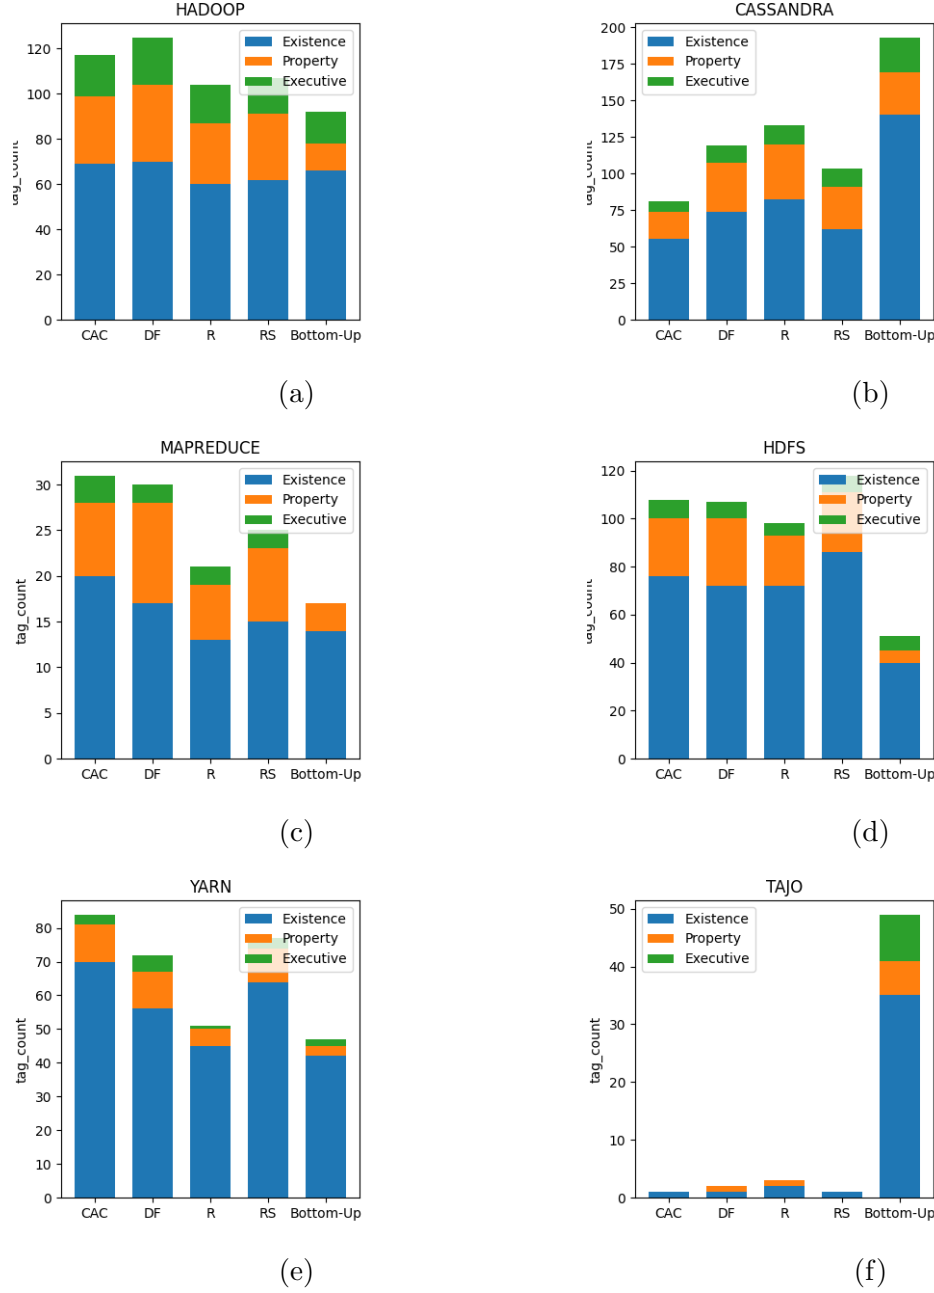 HADOOP
120
100
80
60
40
20
0
tag_count
Existence
Property
Executive
CAC DF R RS Bottom-Up
(a)
CASSANDRA
200
175
150
125
100
75
50
25
0
tag_count
Existence
Property
Executive
CAC DF R RS Bottom-Up
(b)
MAPREDUCE
30
25
20
15
10
5
0
tag_count
Existence
Property
Executive
CAC DF R RS Bottom-Up
(c)
HDFS
120
100
80
60
40
20
0
tag_count
Existence
Property
Executive
CAC DF R RS Bottom-Up
(d)
YARN
80
70
60
50
40
30
20
10
0
tag_count
Existence
Property
Executive
CAC DF R RS Bottom-Up
(e)
TAJO
50
40
30
20
10
0
tag_count
Existence
Property
Executive
CAC DF R RS Bottom-Up
(f)